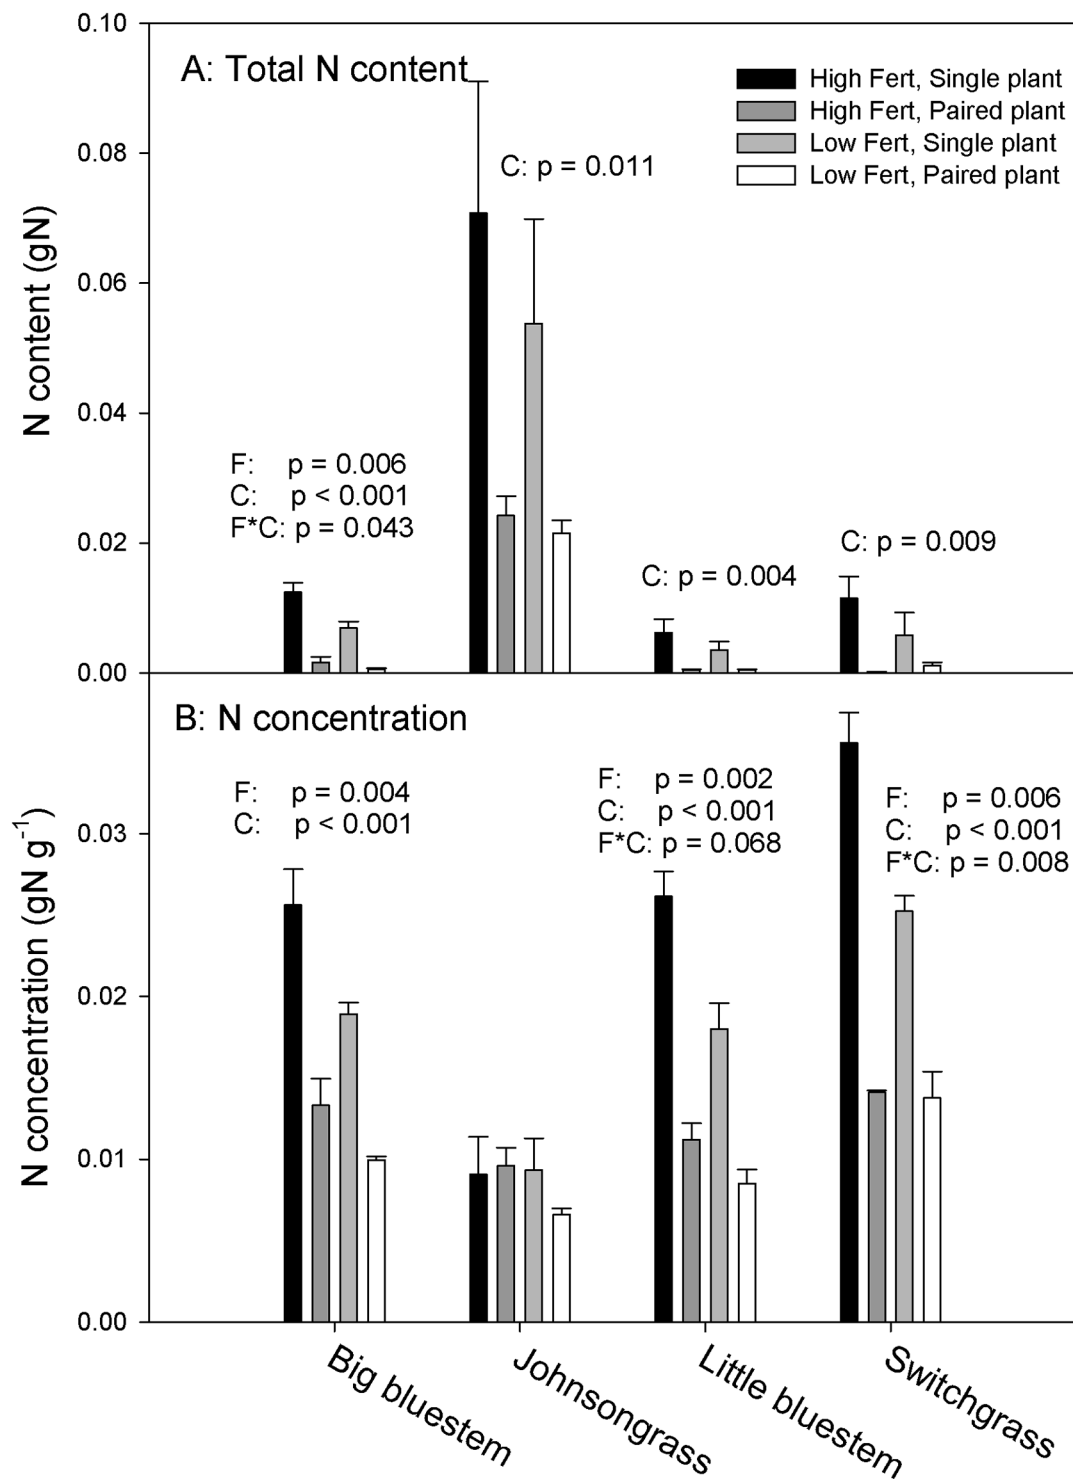 0.10
A: Total N content
High Fert, Single plant
High Fert, Paired plant
Low Fert, Single plant
Low Fert, Paired plant
0.08
C: p = 0.011
N content (gN)
0.06
0.04
F: p = 0.006
C: p < 0.001
F*C: p = 0.043
0.02
C: p = 0.004
C: p = 0.009
0.00
B: N concentration
F: p = 0.004
C: p < 0.001
F: p = 0.002
C: p < 0.001
F*C: p = 0.068
F: p = 0.006
C: p < 0.001
F*C: p = 0.008
N concentration (gN g⁻¹)
0.03
0.02
0.01
0.00
Big bluestem
Johnsongrass
Little bluestem
Switchgrass